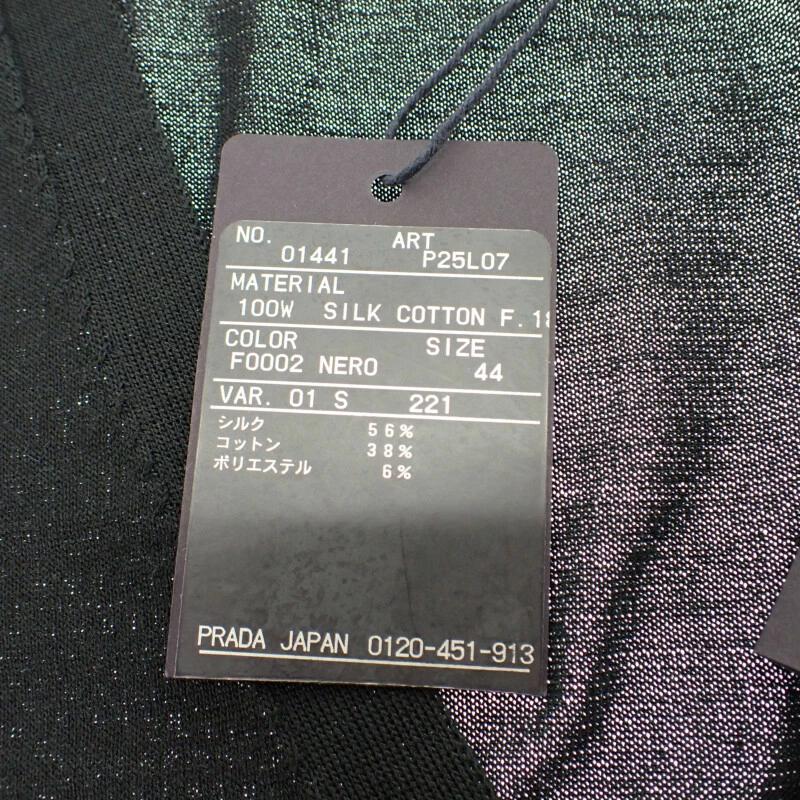 NO. ART
01441 P25L07
MATERIAL
100W SILK COTTON F.18
COLOR SIZE
F0002 NERO 44
VAR. 01 S 221
シルク 56%
コットン 38%
ポリエステル 6%
PRADA JAPAN 0120-451-913